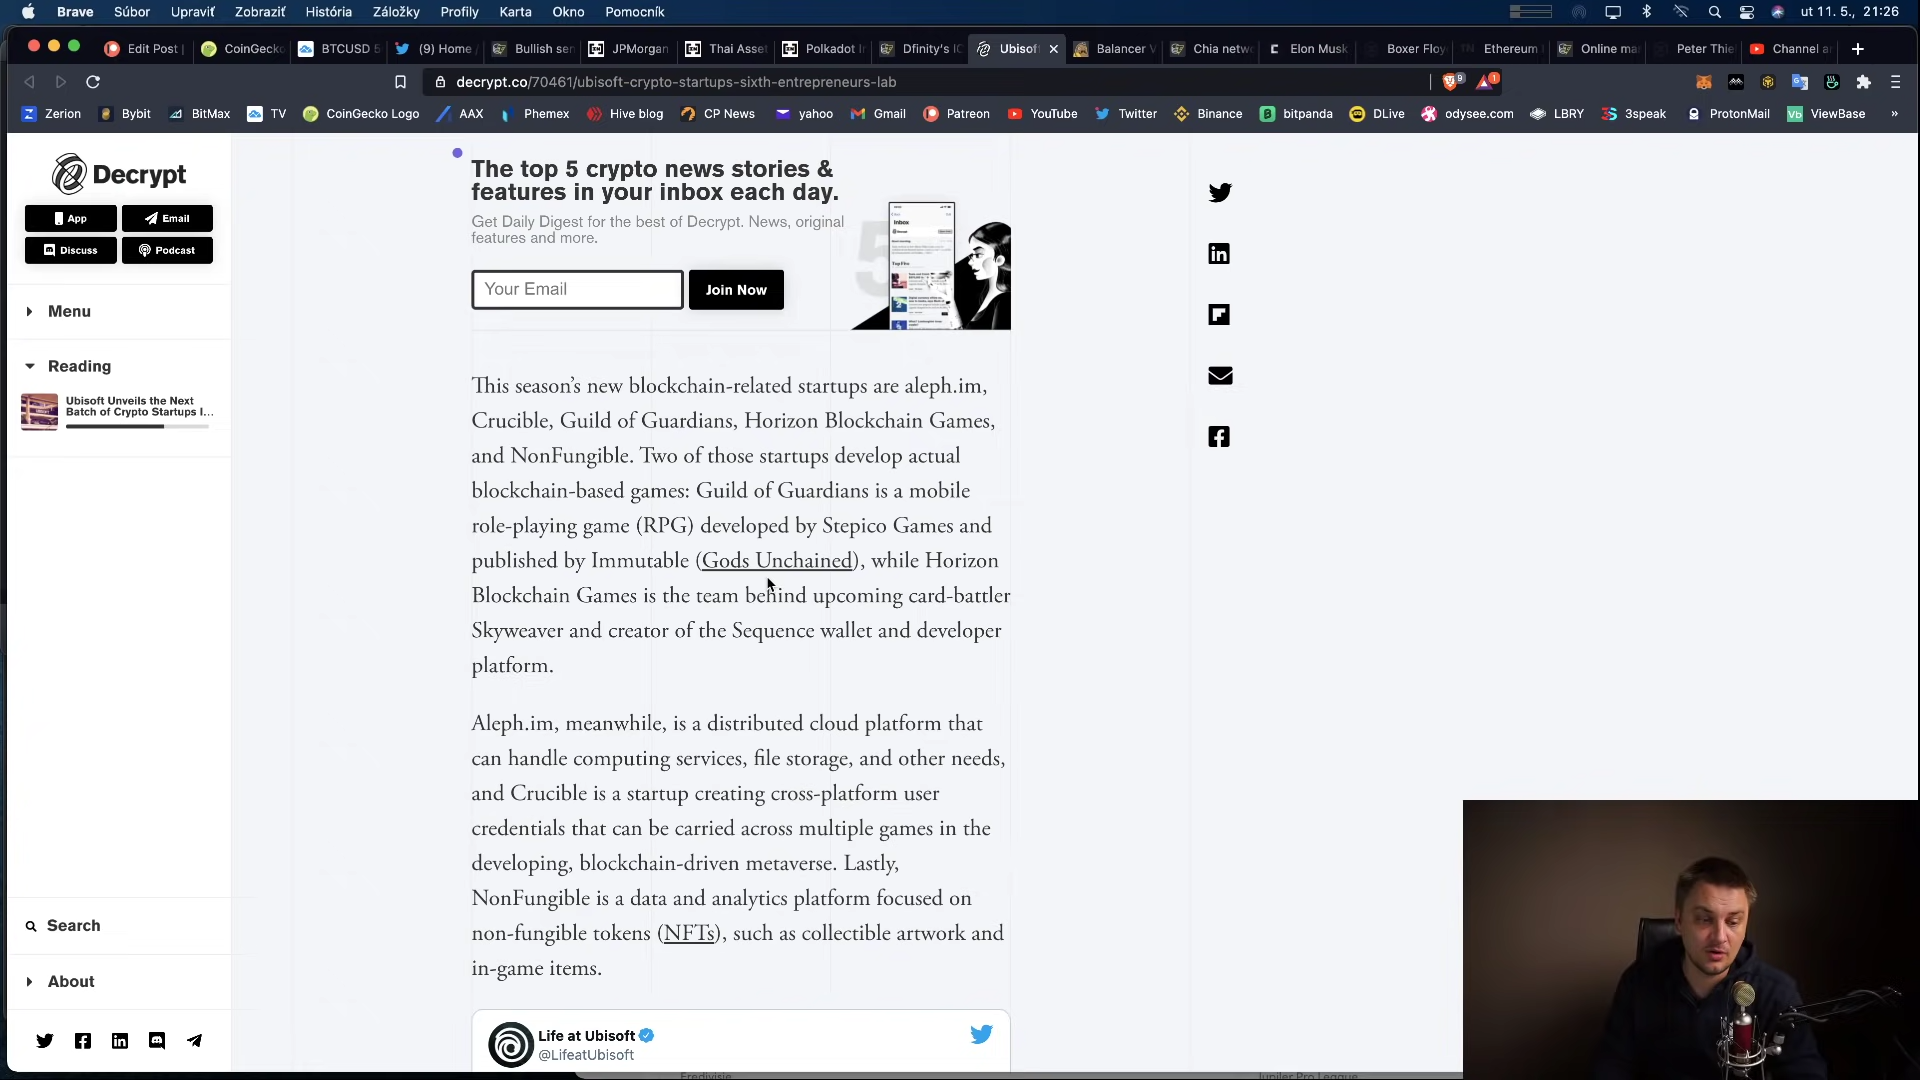 Brave Súbor Upraviť Zobraziť História Záložky Profily Karta Okno Pomocník ut 11. 5., 21:26
Edit Post CoinGecko BTCUSD 5 (9) Home / Bullish sen JPMorgan Thai Asset Polkadot I Dfinity's IC Ubisoft Balancer V Chia netw Elon Musk Boxer Floy Ethereum Online ma Peter Thie Channel a
decrypt.co/70461/ubisoft-crypto-startups-sixth-entrepreneurs-lab 9 1
Zerion Bybit BitMax TV CoinGecko Logo AAX Phemex Hive blog CP News yahoo Gmail Patreon YouTube Twitter Binance bitpanda DLive odysee.com LBRY 3speak ProtonMail Vb ViewBase »
Decrypt
App Email
Discuss Podcast
Menu
Reading
Ubisoft Unveils the Next
Batch of Crypto Startups I...
Search
About
The top 5 crypto news stories &
features in your inbox each day.
Get Daily Digest for the best of Decrypt. News, original
features and more.
Your Email Join Now
Inbox
This season's new blockchain-related startups are aleph.im,
Crucible, Guild of Guardians, Horizon Blockchain Games,
and NonFungible. Two of those startups develop actual
blockchain-based games: Guild of Guardians is a mobile
role-playing game (RPG) developed by Stepico Games and
published by Immutable (Gods Unchained), while Horizon
Blockchain Games is the team behind upcoming card-battler
Skyweaver and creator of the Sequence wallet and developer
platform.
Aleph.im, meanwhile, is a distributed cloud platform that
can handle computing services, file storage, and other needs,
and Crucible is a startup creating cross-platform user
credentials that can be carried across multiple games in the
developing, blockchain-driven metaverse. Lastly,
NonFungible is a data and analytics platform focused on
non-fungible tokens (NFTs), such as collectible artwork and
in-game items.
Life at Ubisoft
@LifeatUbisoft